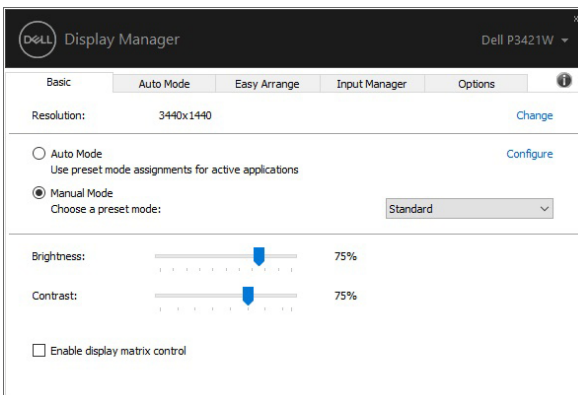 DELL Display Manager Dell P3421W
Basic Auto Mode Easy Arrange Input Manager Options
Resolution: 3440x1440 Change
Auto Mode Configure
Use preset mode assignments for active applications
Manual Mode
Choose a preset mode: Standard
Brightness: 75%
Contrast: 75%
Enable display matrix control